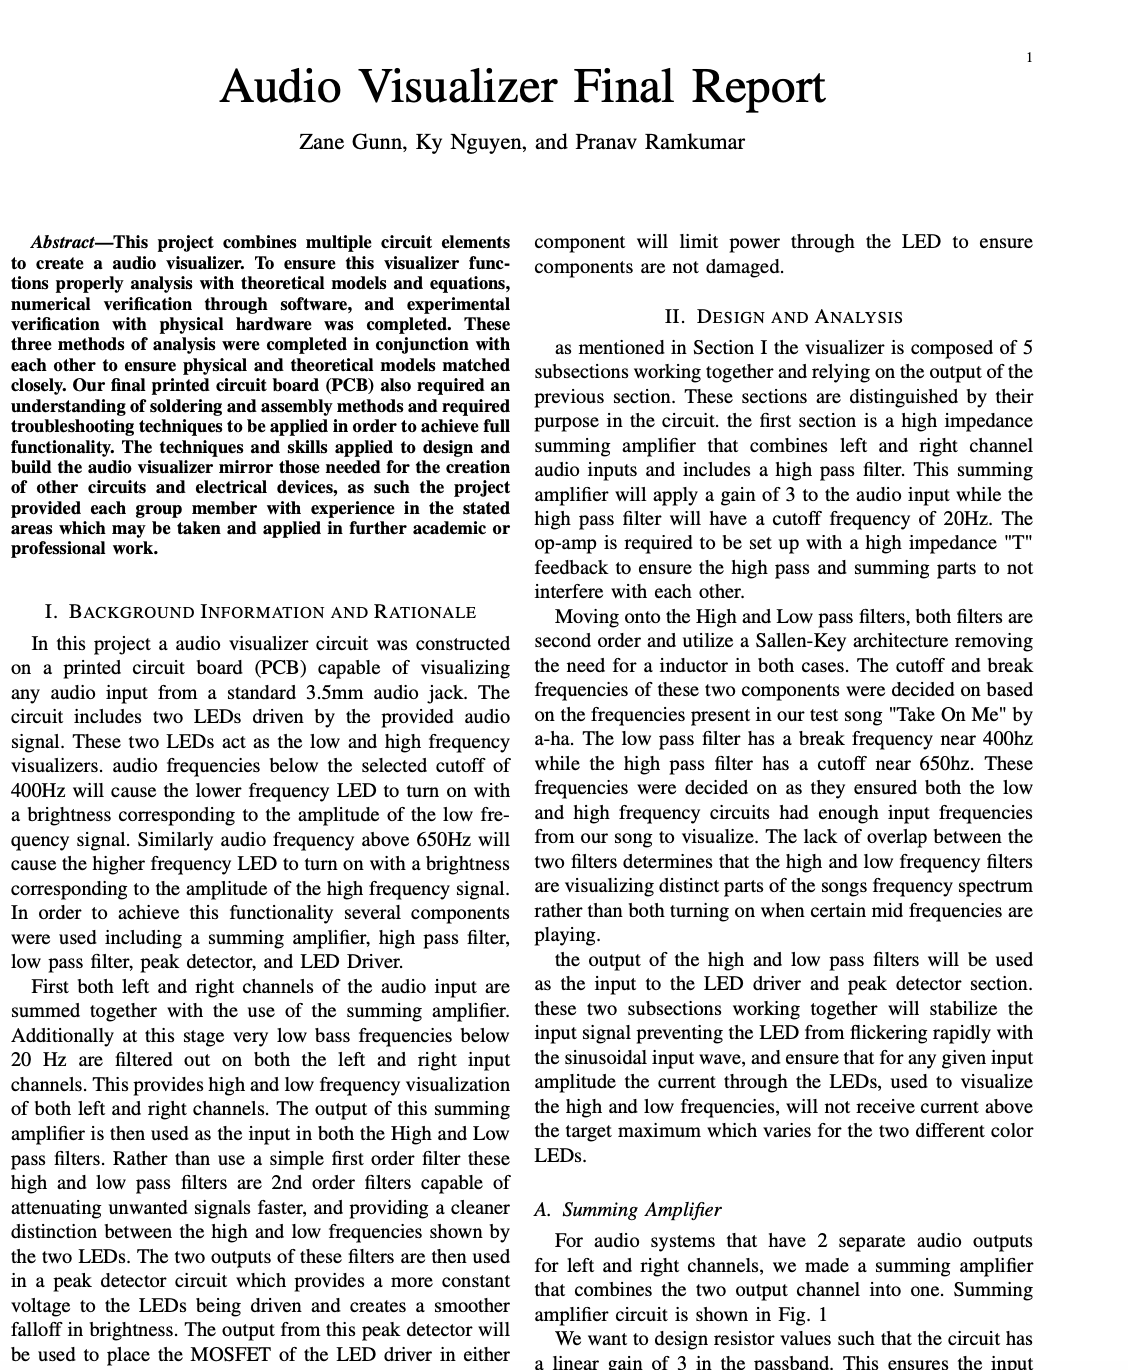 1
Audio Visualizer Final Report
Zane Gunn, Ky Nguyen, and Pranav Ramkumar
Abstract—This project combines multiple circuit elements
to create a audio visualizer. To ensure this visualizer func-
tions properly analysis with theoretical models and equations,
numerical verification through software, and experimental
verification with physical hardware was completed. These
three methods of analysis were completed in conjunction with
each other to ensure physical and theoretical models matched
closely. Our final printed circuit board (PCB) also required an
understanding of soldering and assembly methods and required
troubleshooting techniques to be applied in order to achieve full
functionality. The techniques and skills applied to design and
build the audio visualizer mirror those needed for the creation
of other circuits and electrical devices, as such the project
provided each group member with experience in the stated
areas which may be taken and applied in further academic or
professional work.
I. Background Information and Rationale
In this project a audio visualizer circuit was constructed
on a printed circuit board (PCB) capable of visualizing
any audio input from a standard 3.5mm audio jack. The
circuit includes two LEDs driven by the provided audio
signal. These two LEDs act as the low and high frequency
visualizers. audio frequencies below the selected cutoff of
400Hz will cause the lower frequency LED to turn on with
a brightness corresponding to the amplitude of the low fre-
quency signal. Similarly audio frequency above 650Hz will
cause the higher frequency LED to turn on with a brightness
corresponding to the amplitude of the high frequency signal.
In order to achieve this functionality several components
were used including a summing amplifier, high pass filter,
low pass filter, peak detector, and LED Driver.
First both left and right channels of the audio input are
summed together with the use of the summing amplifier.
Additionally at this stage very low bass frequencies below
20 Hz are filtered out on both the left and right input
channels. This provides high and low frequency visualization
of both left and right channels. The output of this summing
amplifier is then used as the input in both the High and Low
pass filters. Rather than use a simple first order filter these
high and low pass filters are 2nd order filters capable of
attenuating unwanted signals faster, and providing a cleaner
distinction between the high and low frequencies shown by
the two LEDs. The two outputs of these filters are then used
in a peak detector circuit which provides a more constant
voltage to the LEDs being driven and creates a smoother
falloff in brightness. The output from this peak detector will
be used to place the MOSFET of the LED driver in either
component will limit power through the LED to ensure
components are not damaged.
II. Design and Analysis
as mentioned in Section I the visualizer is composed of 5
subsections working together and relying on the output of the
previous section. These sections are distinguished by their
purpose in the circuit. the first section is a high impedance
summing amplifier that combines left and right channel
audio inputs and includes a high pass filter. This summing
amplifier will apply a gain of 3 to the audio input while the
high pass filter will have a cutoff frequency of 20Hz. The
op-amp is required to be set up with a high impedance "T"
feedback to ensure the high pass and summing parts to not
interfere with each other.
Moving onto the High and Low pass filters, both filters are
second order and utilize a Sallen-Key architecture removing
the need for a inductor in both cases. The cutoff and break
frequencies of these two components were decided on based
on the frequencies present in our test song "Take On Me" by
a-ha. The low pass filter has a break frequency near 400hz
while the high pass filter has a cutoff near 650hz. These
frequencies were decided on as they ensured both the low
and high frequency circuits had enough input frequencies
from our song to visualize. The lack of overlap between the
two filters determines that the high and low frequency filters
are visualizing distinct parts of the songs frequency spectrum
rather than both turning on when certain mid frequencies are
playing.
the output of the high and low pass filters will be used
as the input to the LED driver and peak detector section.
these two subsections working together will stabilize the
input signal preventing the LED from flickering rapidly with
the sinusoidal input wave, and ensure that for any given input
amplitude the current through the LEDs, used to visualize
the high and low frequencies, will not receive current above
the target maximum which varies for the two different color
LEDs.
A. Summing Amplifier
For audio systems that have 2 separate audio outputs
for left and right channels, we made a summing amplifier
that combines the two output channel into one. Summing
amplifier circuit is shown in Fig. 1
We want to design resistor values such that the circuit has
a linear gain of 3 in the passband. This ensures the input